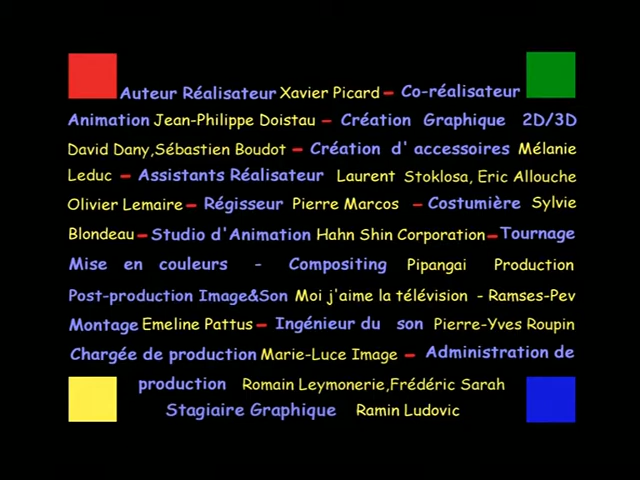 Auteur Réalisateur Xavier Picard – Co-réalisateur
Animation Jean-Philippe Doistau – Création Graphique 2D/3D
David Dany,Sébastien Boudot – Création d' accessoires Mélanie
Leduc – Assistants Réalisateur Laurent Stoklosa, Eric Allouche
Olivier Lemaire – Régisseur Pierre Marcos – Costumière Sylvie
Blondeau – Studio d'Animation Hahn Shin Corporation – Tournage
Mise en couleurs - Compositing Pipangai Production
Post-production Image&Son Moi j'aime la télévision - Ramses-Pev
Montage Emeline Pattus – Ingénieur du son Pierre-Yves Roupin
Chargée de production Marie-Luce Image – Administration de
production Romain Leymonerie,Frédéric Sarah
Stagiaire Graphique Ramin Ludovic